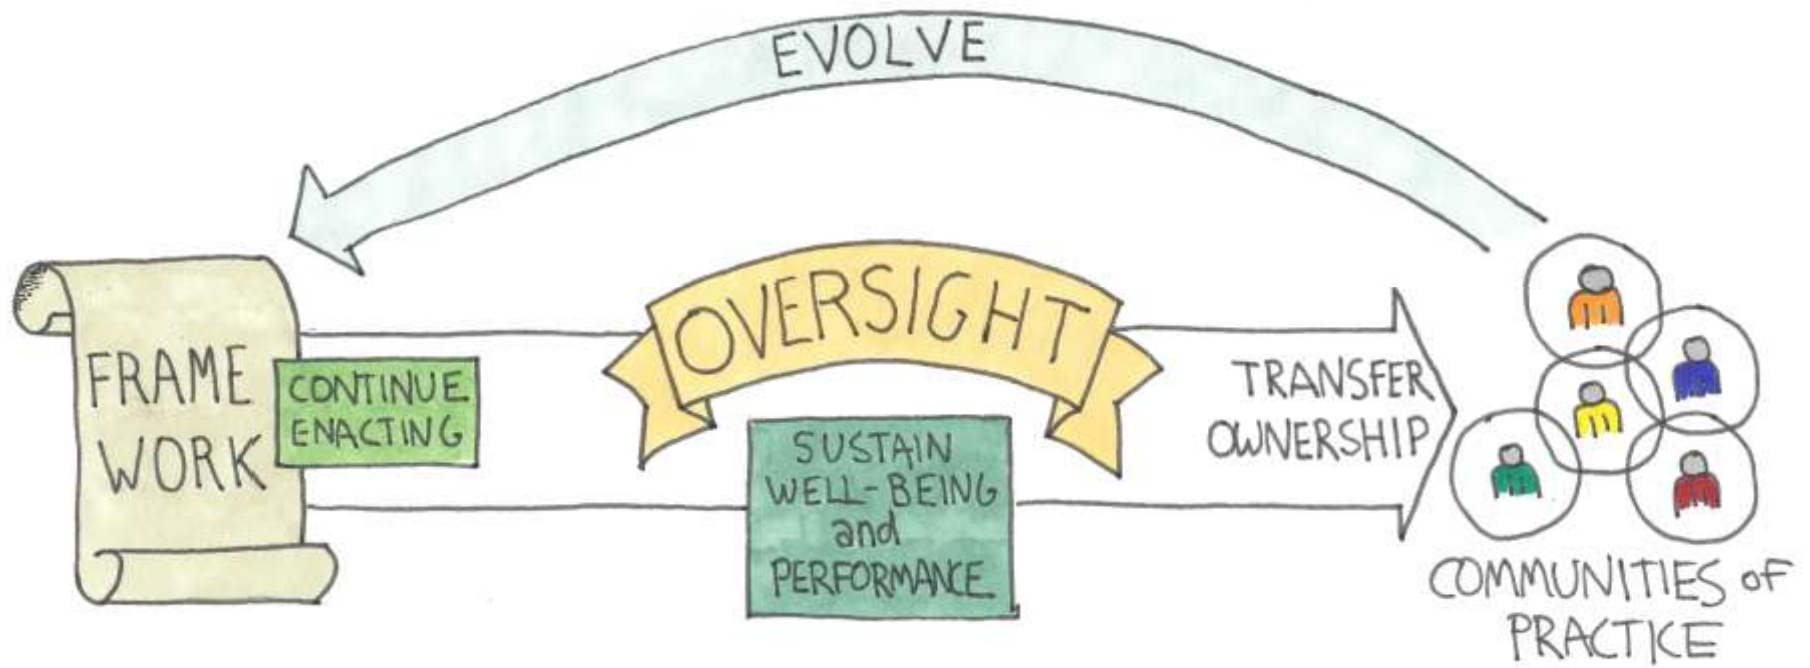 EVOLVE
FRAME
WORK
CONTINUE
ENACTING
OVERSIGHT
SUSTAIN
WELL-BEING
and
PERFORMANCE
TRANSFER
OWNERSHIP
COMMUNITIES OF
PRACTICE